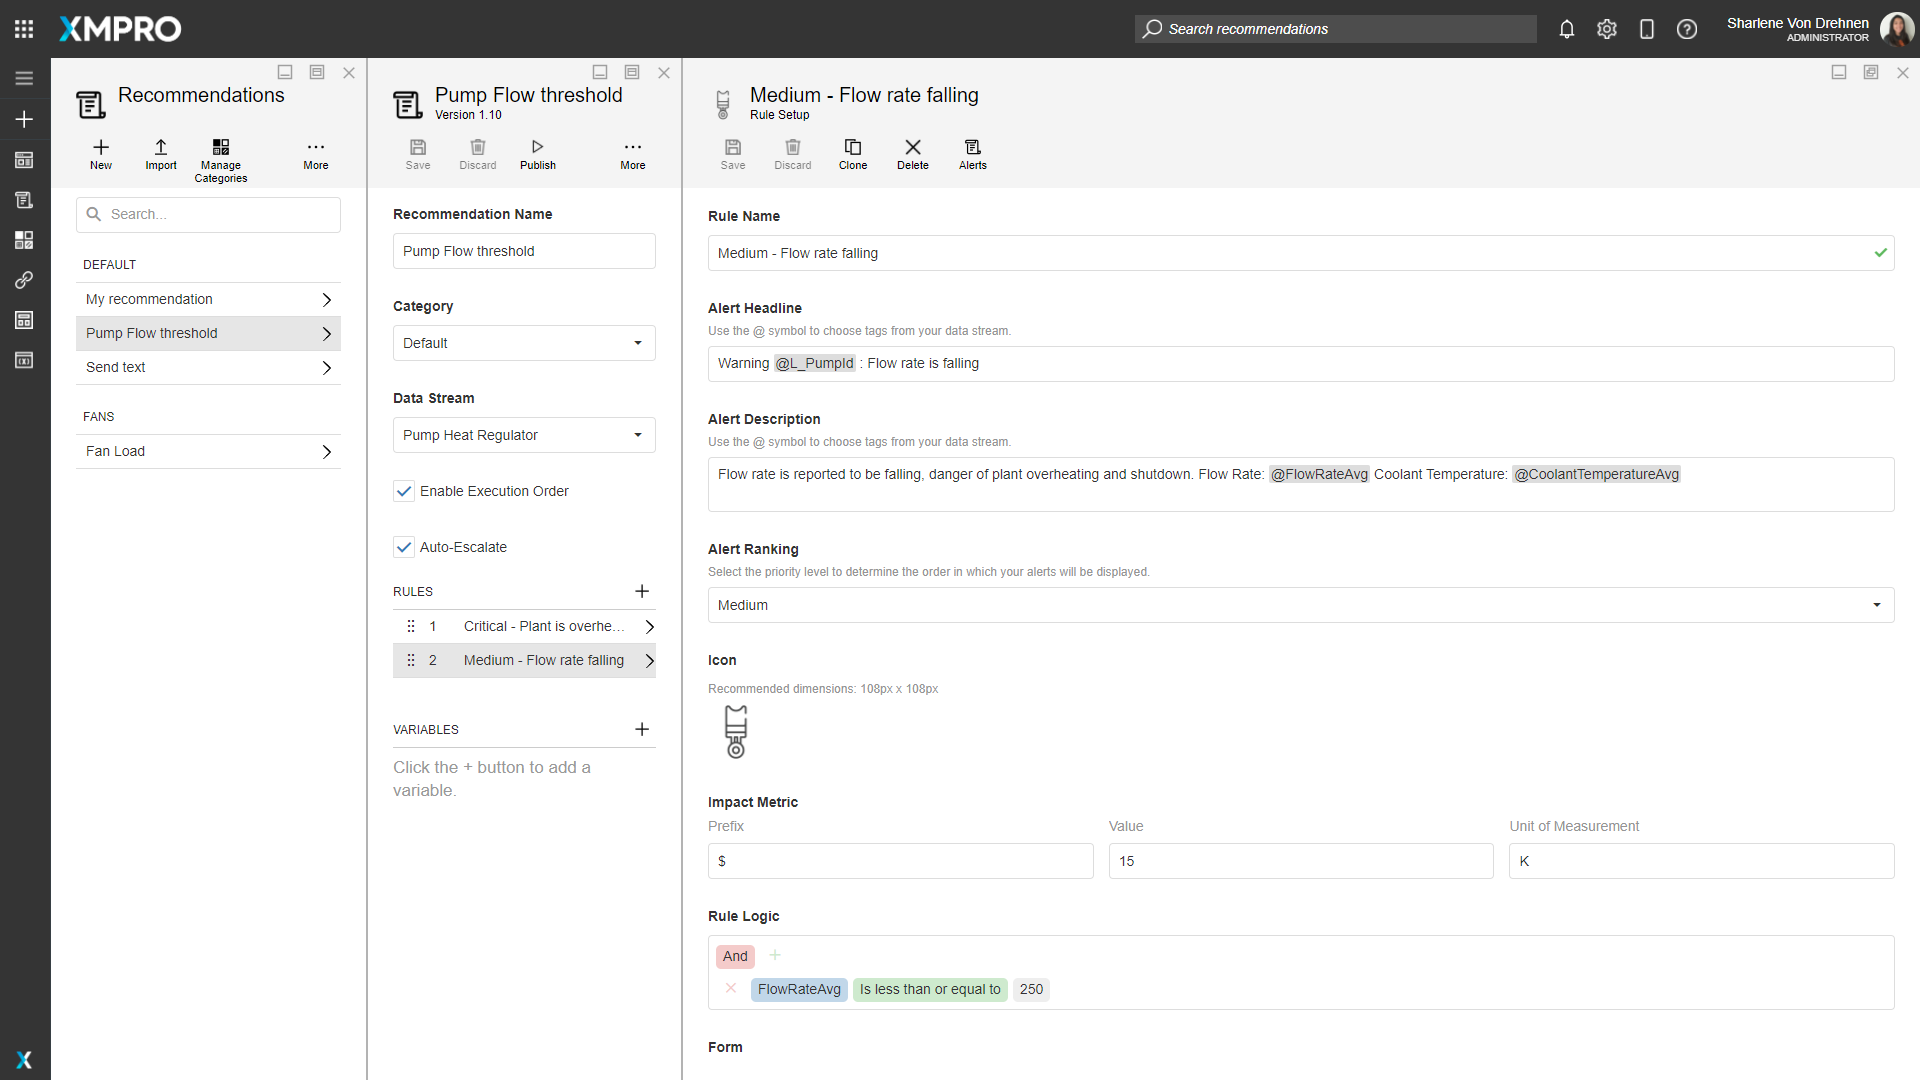 XMPRO
Search recommendations
Sharlene Von Drehnen
ADMINISTRATOR
Recommendations
New
Import
Manage Categories
More
Search...
DEFAULT
My recommendation
Pump Flow threshold
Send text
FANS
Fan Load
Pump Flow threshold
Version 1.10
Save
Discard
Publish
More
Recommendation Name
Pump Flow threshold
Category
Default
Data Stream
Pump Heat Regulator
Enable Execution Order
Auto-Escalate
RULES
1 Critical - Plant is overhe...
2 Medium - Flow rate falling
VARIABLES
Click the + button to add a
variable.
Medium - Flow rate falling
Rule Setup
Save
Discard
Clone
Delete
Alerts
Rule Name
Medium - Flow rate falling
Alert Headline
Use the @ symbol to choose tags from your data stream.
Warning @L_PumpId : Flow rate is falling
Alert Description
Use the @ symbol to choose tags from your data stream.
Flow rate is reported to be falling, danger of plant overheating and shutdown. Flow Rate: @FlowRateAvg Coolant Temperature: @CoolantTemperatureAvg
Alert Ranking
Select the priority level to determine the order in which your alerts will be displayed.
Medium
Icon
Recommended dimensions: 108px x 108px
Impact Metric
Prefix Value Unit of Measurement
$ 15 K
Rule Logic
And
FlowRateAvg Is less than or equal to 250
Form